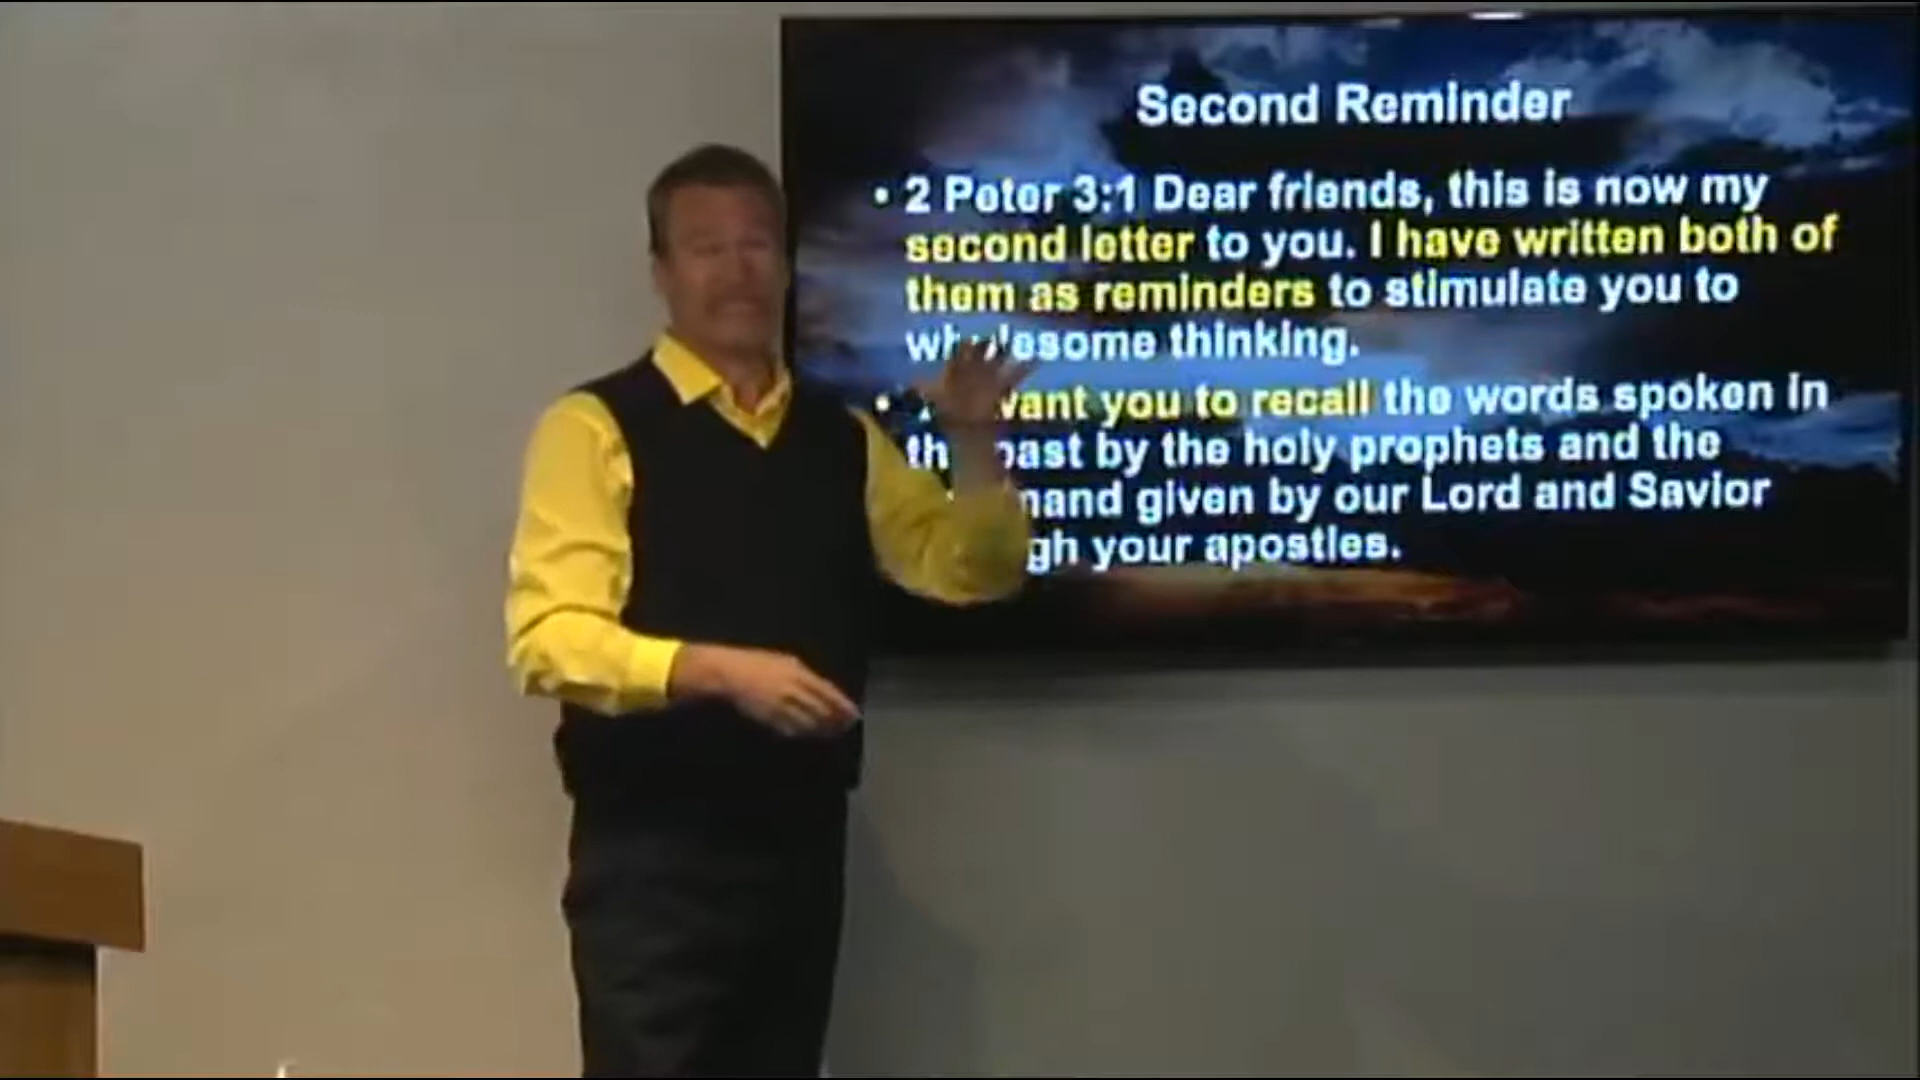 Second Reminder
• 2 Peter 3:1 Dear friends, this is now my
second letter to you. I have written both of
them as reminders to stimulate you to
wholesome thinking.
• want you to recall the words spoken in
past by the holy prophets and the
given by our Lord and Savior
your apostles.